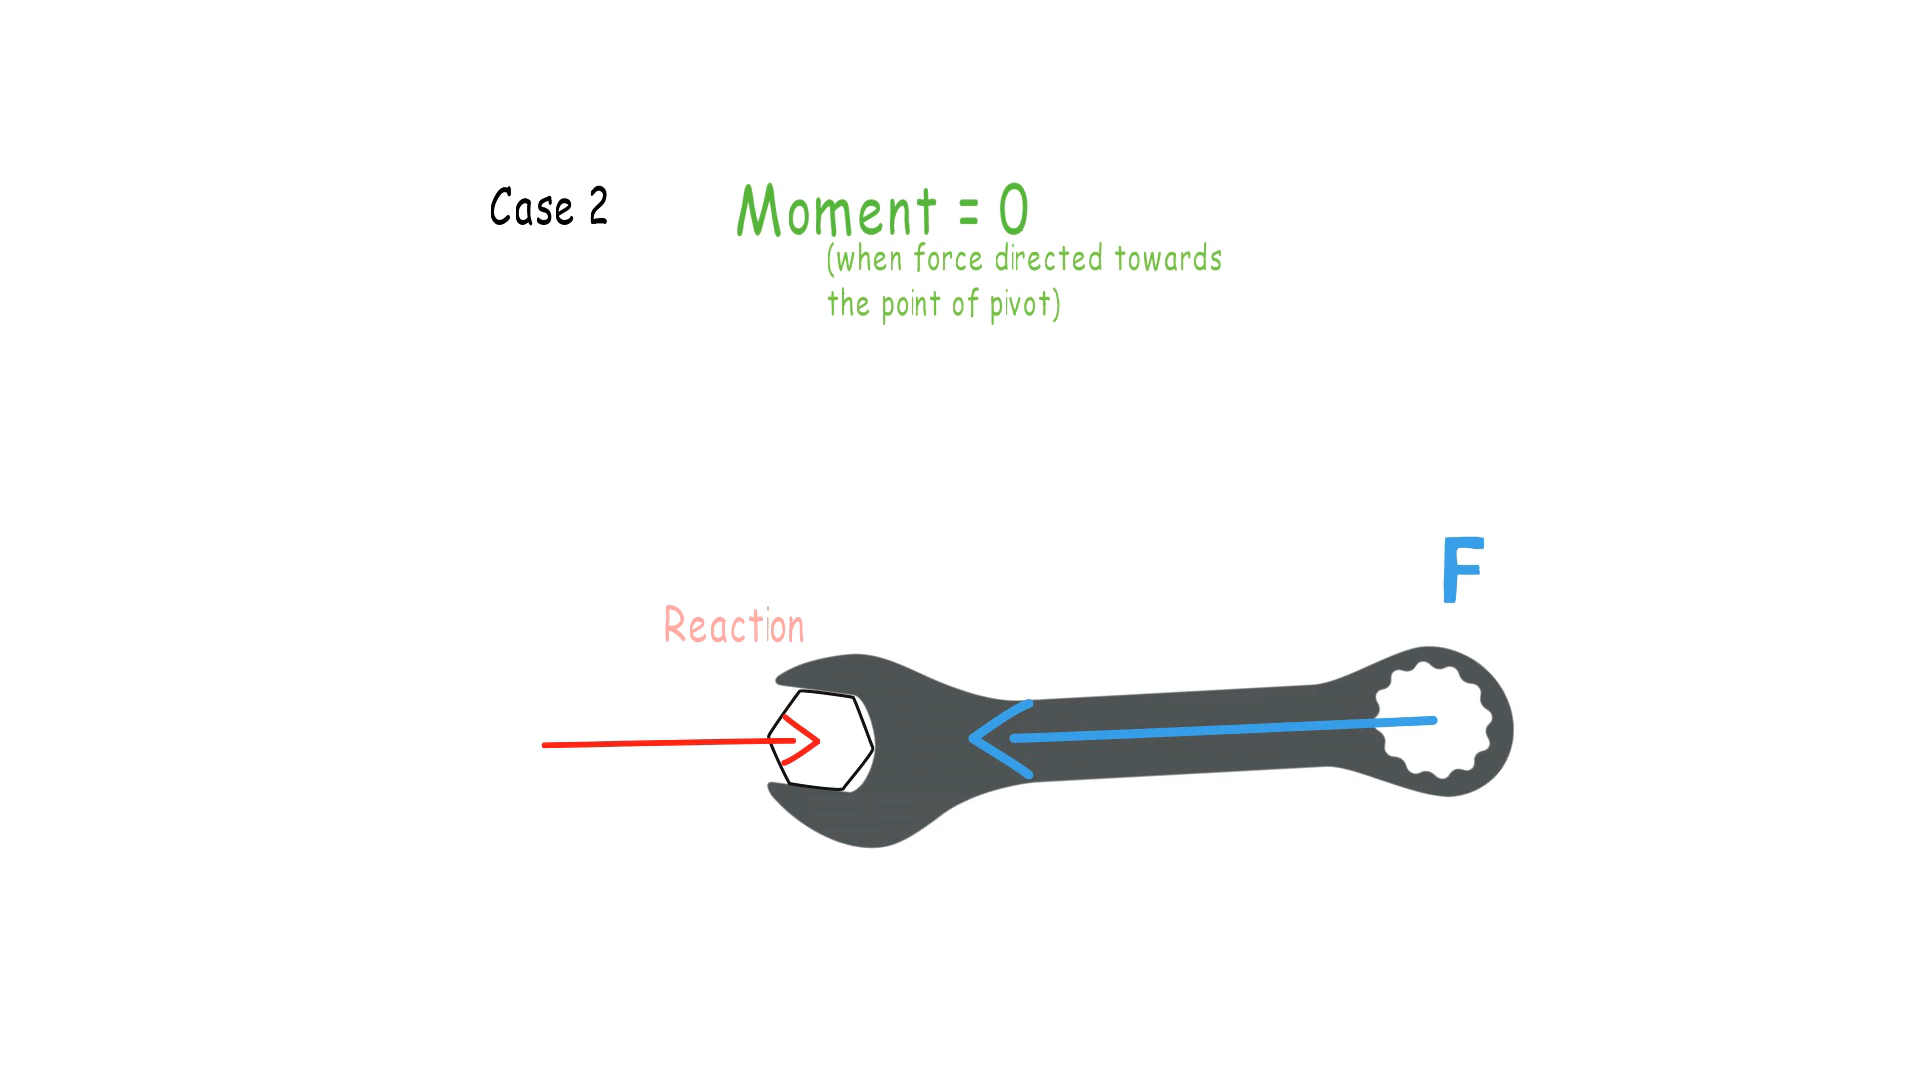 Case 2
Moment = 0
(when force directed towards
the point of pivot)
F
Reaction